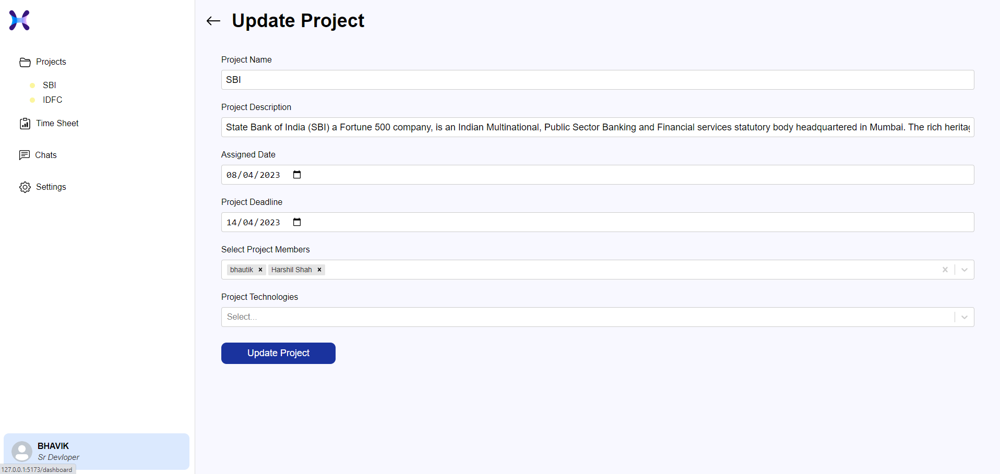 Update Project
Projects
SBI
IDFC
Time Sheet
Chats
Settings
Project Name
SBI
Project Description
State Bank of India (SBI) a Fortune 500 company, is an Indian Multinational, Public Sector Banking and Financial services statutory body headquartered in Mumbai. The rich heritag
Assigned Date
08/04/2023
Project Deadline
14/04/2023
Select Project Members
bhautik × Harshil Shah ×
Project Technologies
Select...
Update Project
BHAVIK
Sr Devloper
127.0.0.1:5173/dashboard